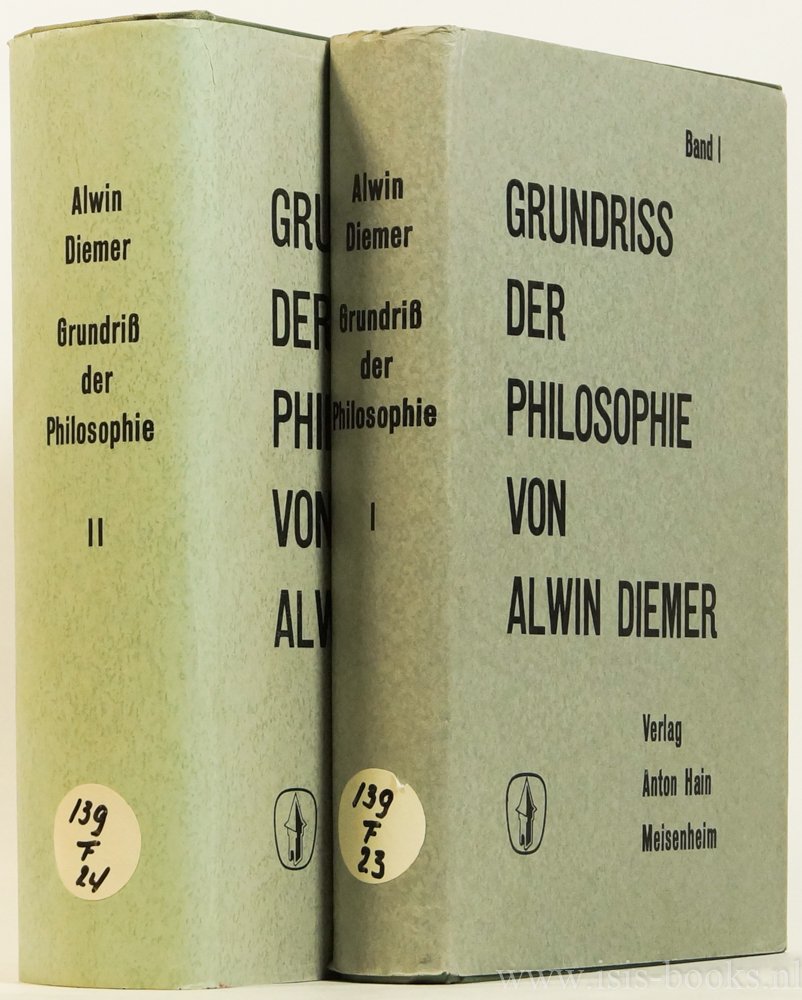 Alwin
Diemer
Grundriß
der
Philosophie
II
139
F
24
GRU
DER
PHI
VON
ALW
Alwin
Diemer
Grundriß
der
Philosophie
I
139
F
23
Band I
GRUNDRISS
DER
PHILOSOPHIE
VON
ALWIN DIEMER
Verlag
Anton Hain
Meisenheim
www.isis-books.nl